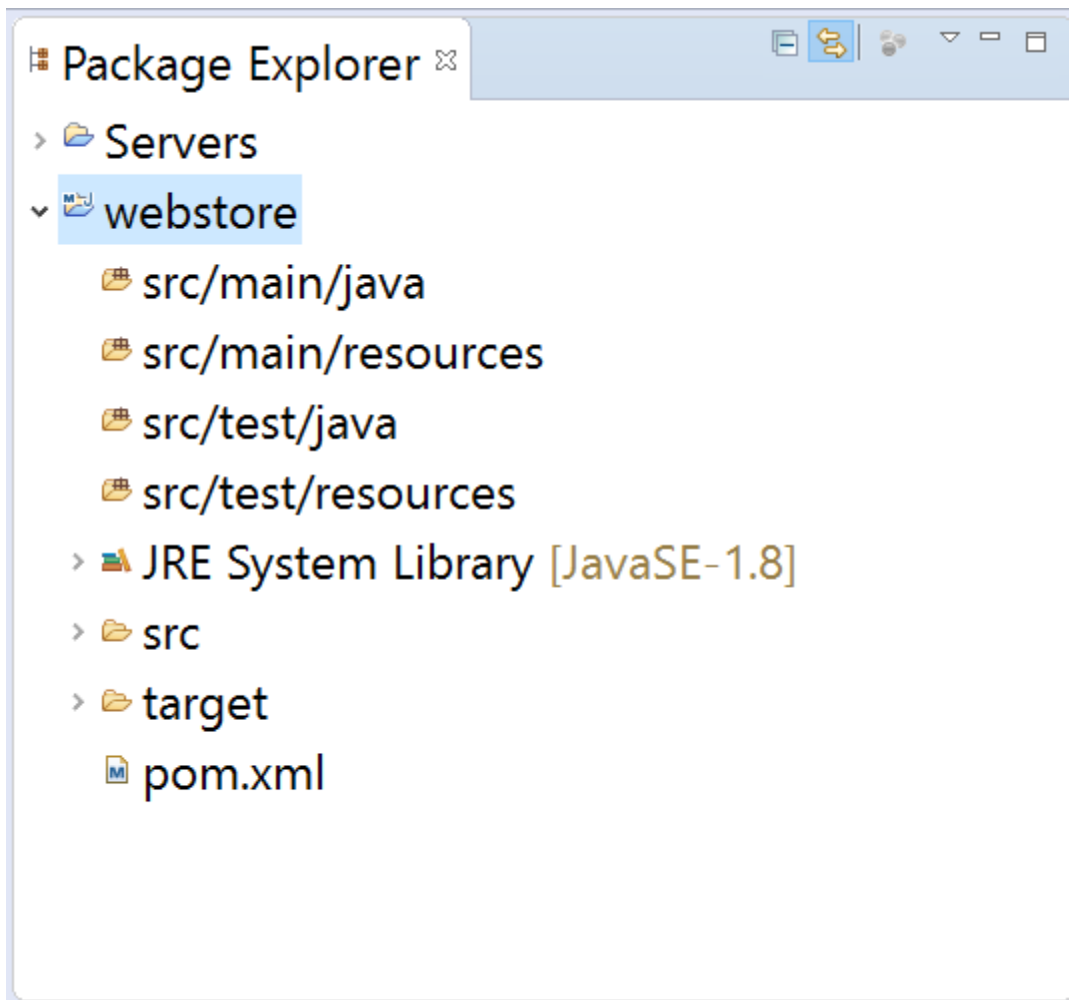 Package Explorer
Servers
webstore
src/main/java
src/main/resources
src/test/java
src/test/resources
JRE System Library [JavaSE-1.8]
src
target
pom.xml